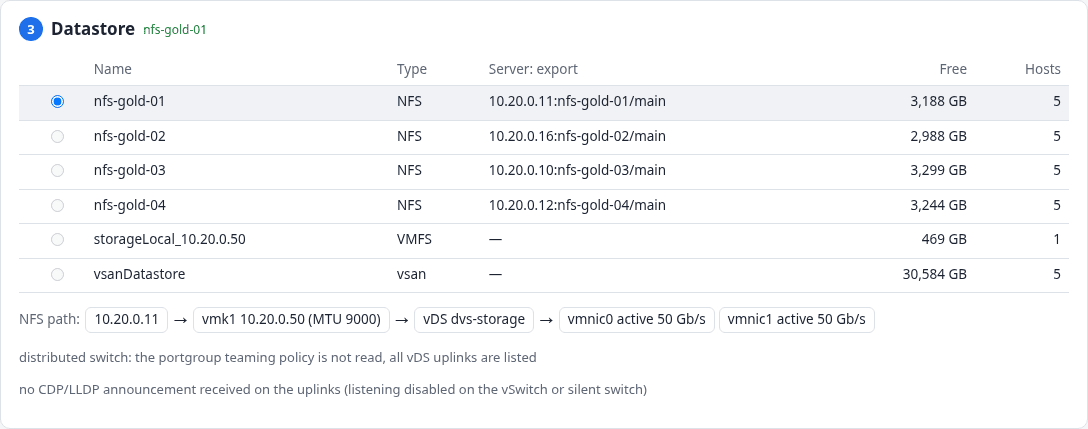 3 Datastore nfs-gold-01
Name Type Server: export Free Hosts
nfs-gold-01 NFS 10.20.0.11:nfs-gold-01/main 3,188 GB 5
nfs-gold-02 NFS 10.20.0.16:nfs-gold-02/main 2,988 GB 5
nfs-gold-03 NFS 10.20.0.10:nfs-gold-03/main 3,299 GB 5
nfs-gold-04 NFS 10.20.0.12:nfs-gold-04/main 3,244 GB 5
storageLocal_10.20.0.50 VMFS — 469 GB 1
vsanDatastore vsan — 30,584 GB 5
NFS path: 10.20.0.11 → vmk1 10.20.0.50 (MTU 9000) → vDS dvs-storage → vmnic0 active 50 Gb/s vmnic1 active 50 Gb/s
distributed switch: the portgroup teaming policy is not read, all vDS uplinks are listed
no CDP/LLDP announcement received on the uplinks (listening disabled on the vSwitch or silent switch)